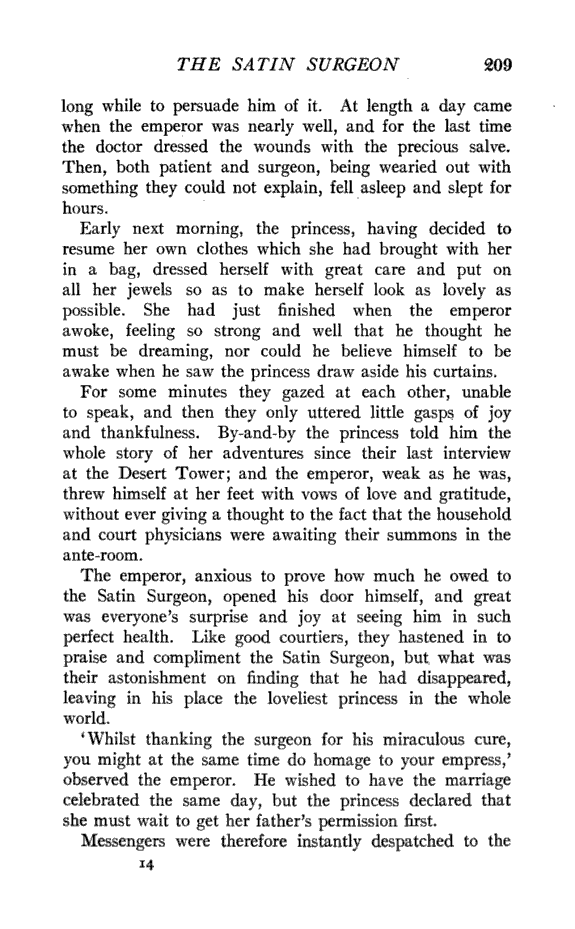 THE SATIN SURGEON 209
long while to persuade him of it. At length a day came
when the emperor was nearly well, and for the last time
the doctor dressed the wounds with the precious salve.
Then, both patient and surgeon, being wearied out with
something they could not explain, fell asleep and slept for
hours.
Early next morning, the princess, having decided to
resume her own clothes which she had brought with her
in a bag, dressed herself with great care and put on
all her jewels so as to make herself look as lovely as
possible. She had just finished when the emperor
awoke, feeling so strong and well that he thought he
must be dreaming, nor could he believe himself to be
awake when he saw the princess draw aside his curtains.
For some minutes they gazed at each other, unable
to speak, and then they only uttered little gasps of joy
and thankfulness. By-and-by the princess told him the
whole story of her adventures since their last interview
at the Desert Tower; and the emperor, weak as he was,
threw himself at her feet with vows of love and gratitude,
without ever giving a thought to the fact that the household
and court physicians were awaiting their summons in the
ante-room.
The emperor, anxious to prove how much he owed to
the Satin Surgeon, opened his door himself, and great
was everyone's surprise and joy at seeing him in such
perfect health. Like good courtiers, they hastened in to
praise and compliment the Satin Surgeon, but what was
their astonishment on finding that he had disappeared,
leaving in his place the loveliest princess in the whole
world.
‘Whilst thanking the surgeon for his miraculous cure,
you might at the same time do homage to your empress,’
observed the emperor. He wished to have the marriage
celebrated the same day, but the princess declared that
she must wait to get her father's permission first.
Messengers were therefore instantly despatched to the
14